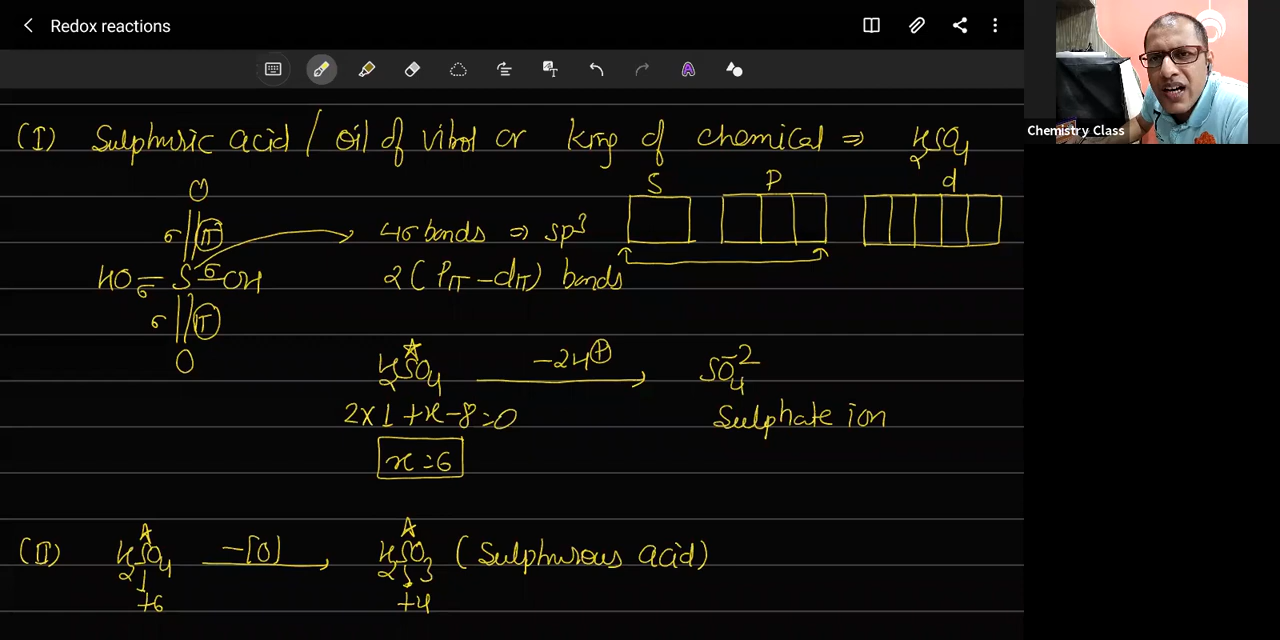 Redox reactions
Chemistry Class
(I) Sulphuric acid / oil of vitrol or king of chemical ⇒ H2SO4
S P d
O
σ π
4σ bonds ⇒ sp³
HO – σ S σ – OH
2 (Pπ – dπ) bonds
σ π
O
H2SO4 –2H⊕ → SO4^-2
2×1 + x – 8 = 0 Sulphate ion
x = 6
(II) H2SO4 –[O] → H2SO3 (Sulphurous acid)
+6 +4